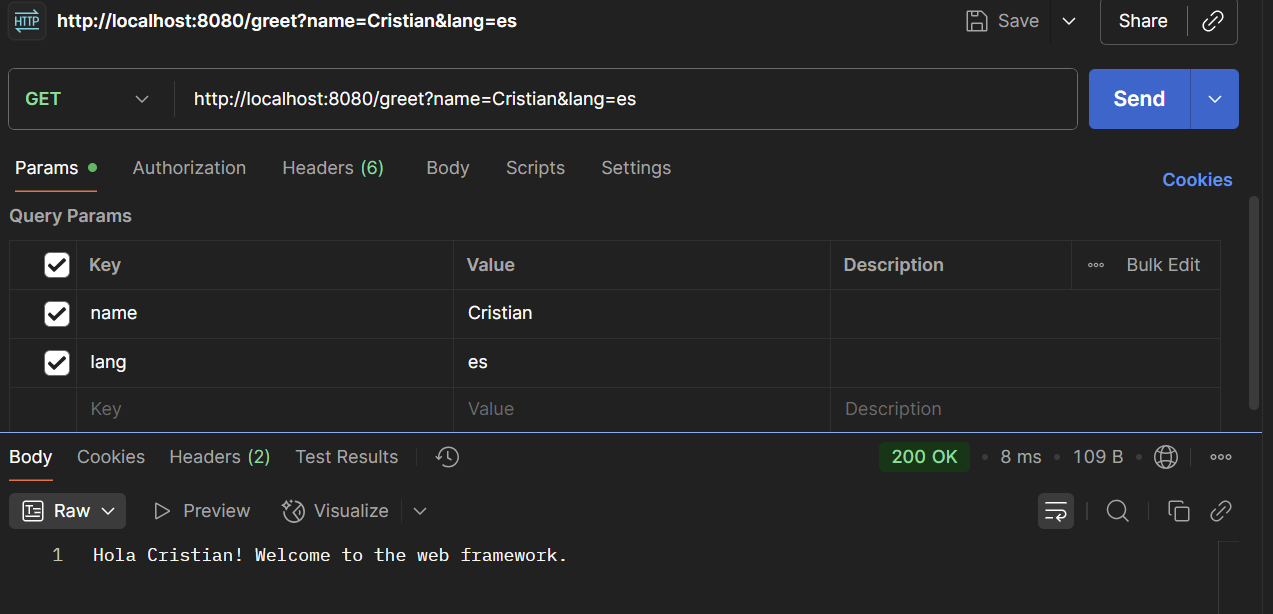 HTTP http://localhost:8080/greet?name=Cristian&lang=es Save Share
GET http://localhost:8080/greet?name=Cristian&lang=es Send
Params Authorization Headers (6) Body Scripts Settings Cookies
Query Params
Key Value Description Bulk Edit
name Cristian
lang es
Key Value Description
Body Cookies Headers (2) Test Results 200 OK 8 ms 109 B
Raw Preview Visualize
1 Hola Cristian! Welcome to the web framework.